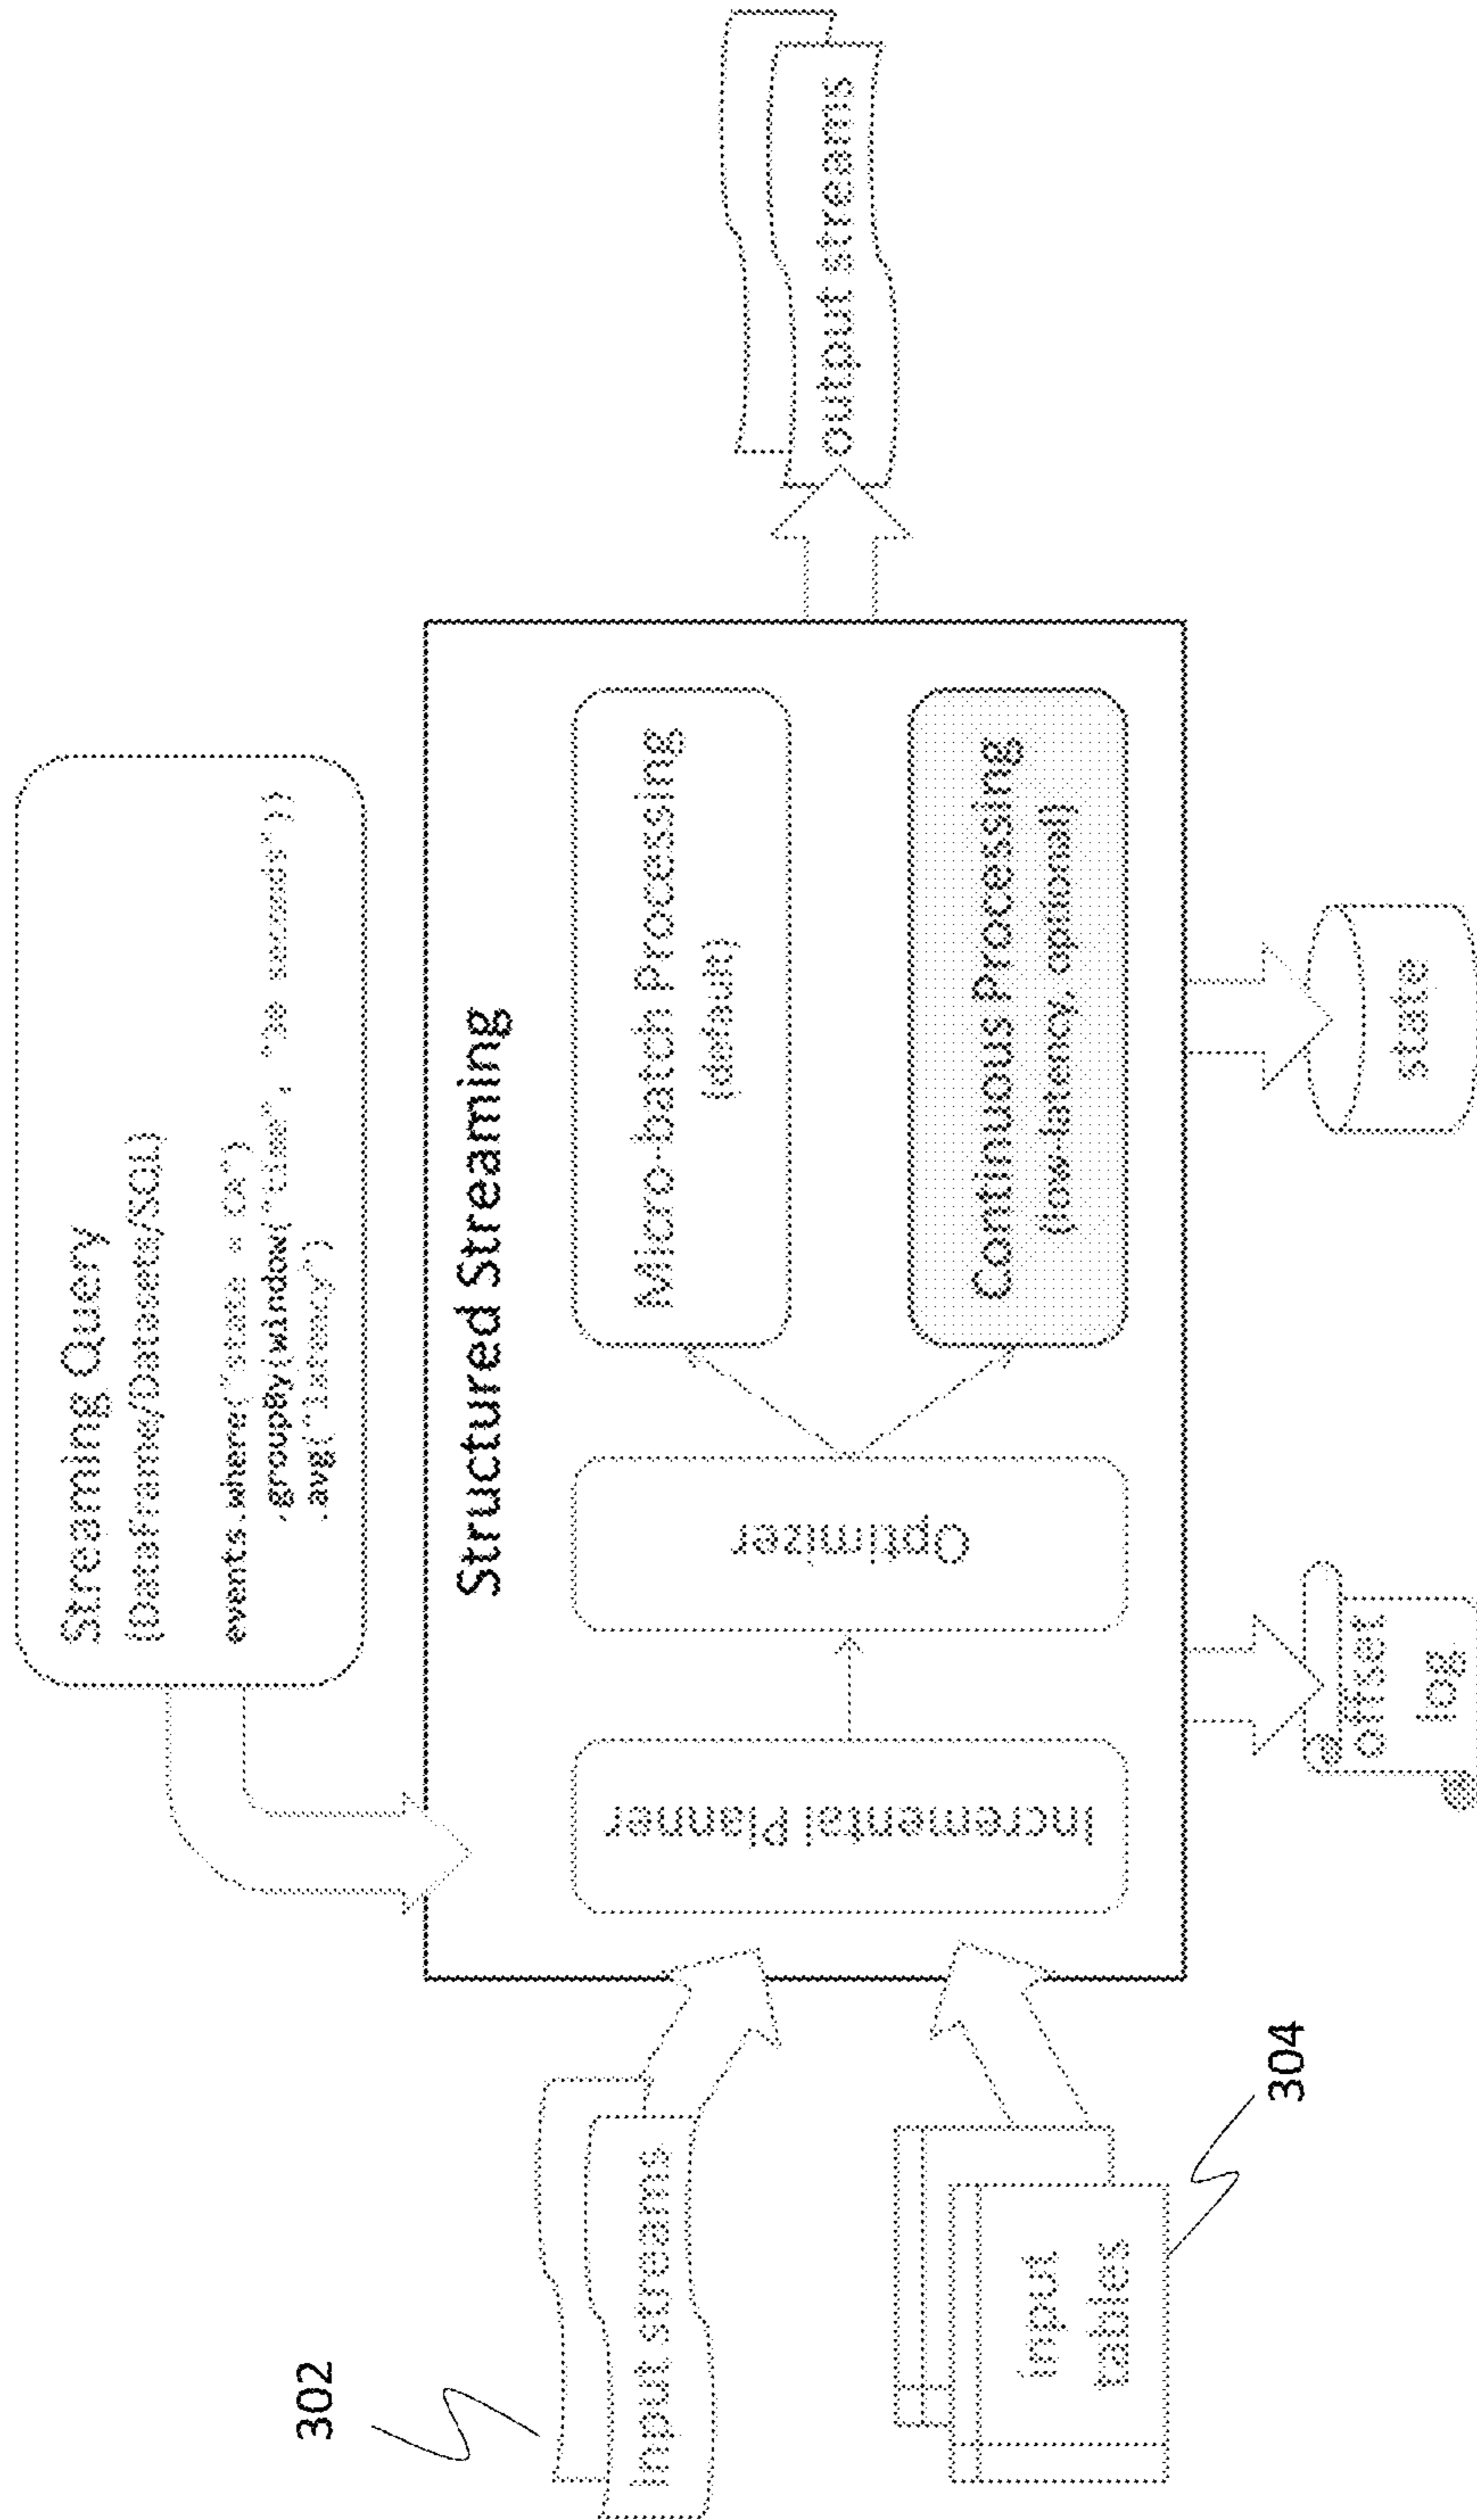 Streaming Query
(DataFrame/Datasets/SQL)
events.where("state = CA")
.groupBy(window("time", "30 seconds"))
.avg("latency")
Structured Streaming
302
input streams
input
tables
304
Incremental Planner
Optimizer
Micro-batch Processing
(default)
Continuous Processing
(low-latency, optional)
output streams
offset
log
state